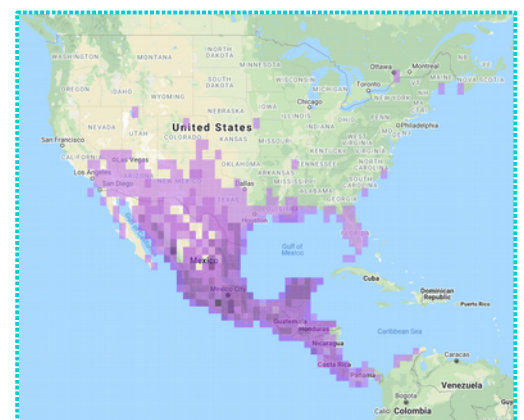 Ottawa
Montreal
NORTH
DAKOTA
WASHINGTON
MONTANA
MINNESOTA
MAINE
NOVA SCOTIA
SOUTH
DAKOTA
WISCONSIN
MICHIGAN
Toronto
OREGON
IDAHO
WYOMING
NEW YORK
Chicago
IOWA
NEBRASKA
ILLINOIS
INDIANA
OHIO
Philadelphia
NEVADA
UTAH
United States
San Francisco
COLORADO
KANSAS
MISSOURI
KENTUCKY
WEST
VIRGINIA
VIRGINIA
CALIFORNIA
Las Vegas
OKLAHOMA
TENNESSEE
NORTH
CAROLINA
Los Angeles
ARIZONA
NEW MEXICO
ARKANSAS
SOUTH
CAROLINA
San Diego
Dallas
MISSISSIPPI
ALABAMA
GEORGIA
TEXAS
Houston
FLORIDA
Gulf of
Mexico
Mexico
Cuba
Mexico City
Dominican
Republic
Puerto Rico
Guatemala
Honduras
Caribbean Sea
Nicaragua
Caracas
Costa Rica
Panama
Venezuela
Bogota
Cali
Colombia